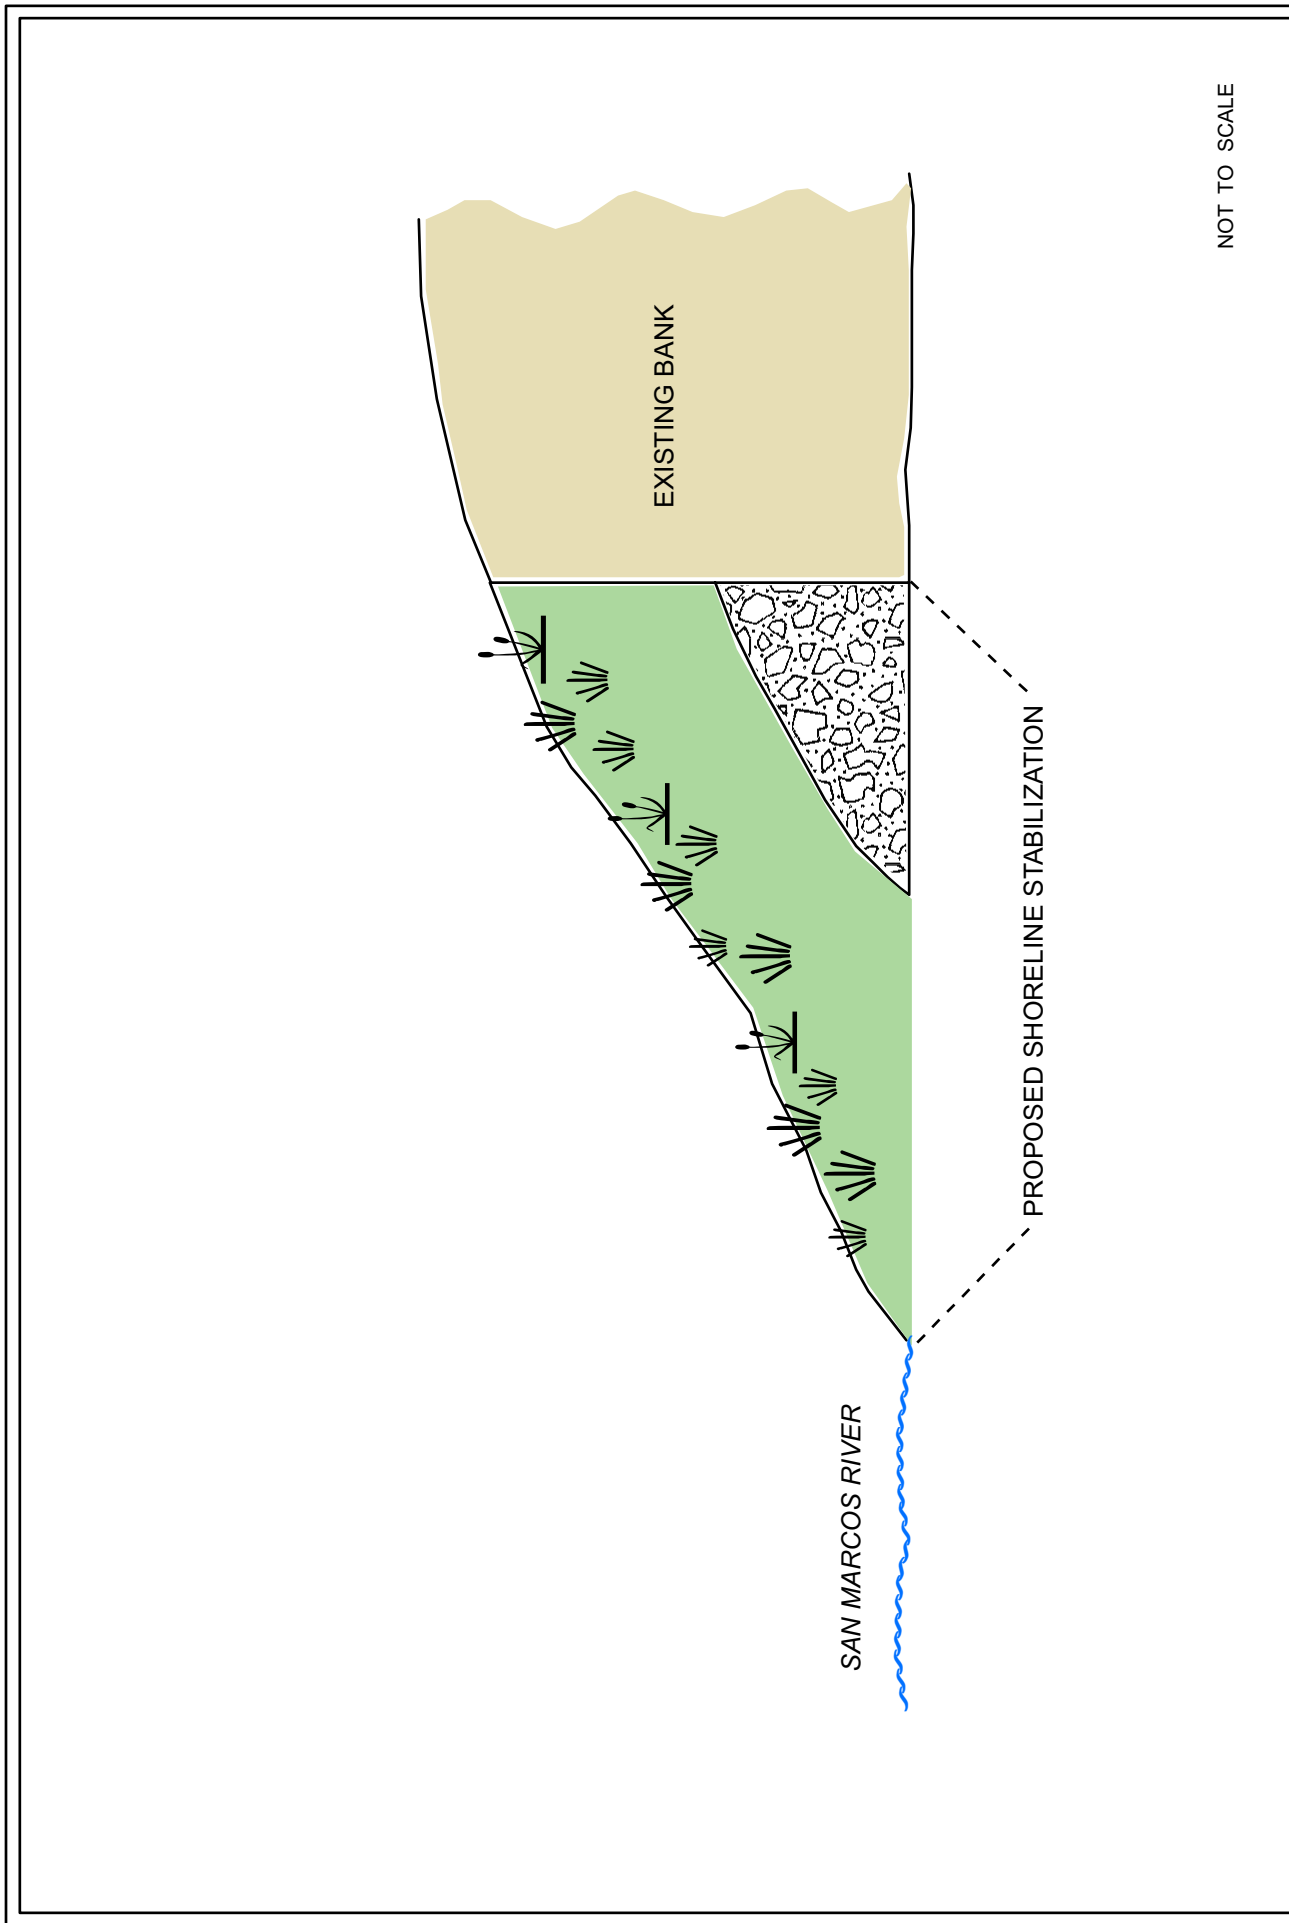 EXISTING BANK
SAN MARCOS RIVER
PROPOSED SHORELINE STABILIZATION
NOT TO SCALE